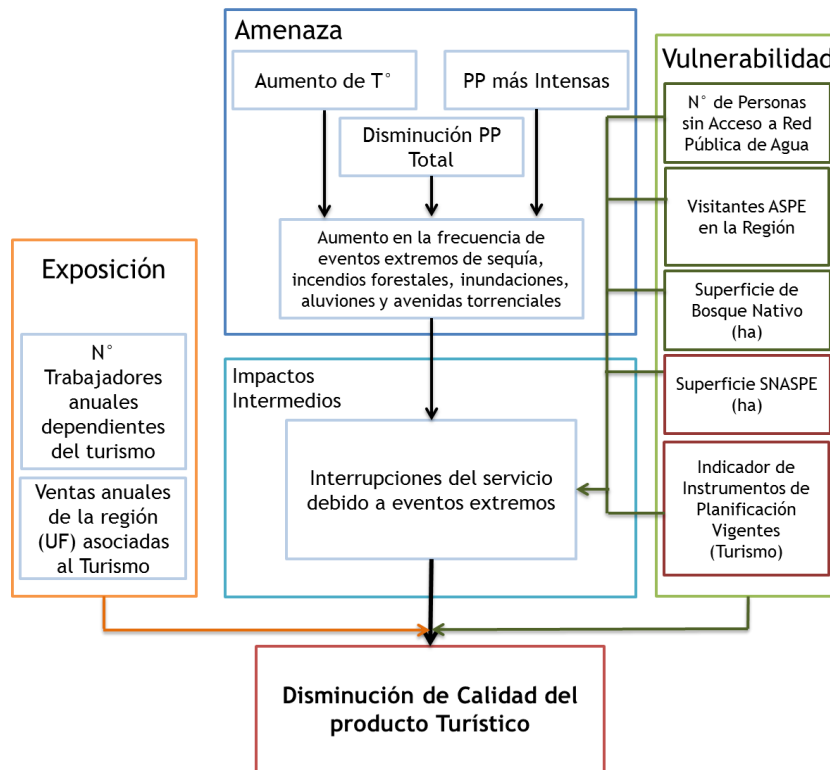 Amenaza
Aumento de T°
PP más Intensas
Disminución PP
Total
Aumento en la frecuencia de
eventos extremos de sequía,
incendios forestales, inundaciones,
aluviones y avenidas torrenciales
Exposición
N°
Trabajadores
anuales
dependientes
del turismo
Ventas anuales
de la región
(UF) asociadas
al Turismo
Impactos
Intermedios
Interrupciones del servicio
debido a eventos extremos
Vulnerabilidad
N° de Personas
sin Acceso a Red
Pública de Agua
Visitantes ASPE
en la Región
Superficie de
Bosque Nativo
(ha)
Superficie SNASPE
(ha)
Indicador de
Instrumentos de
Planificación
Vigentes
(Turismo)
Disminución de Calidad del
producto Turístico